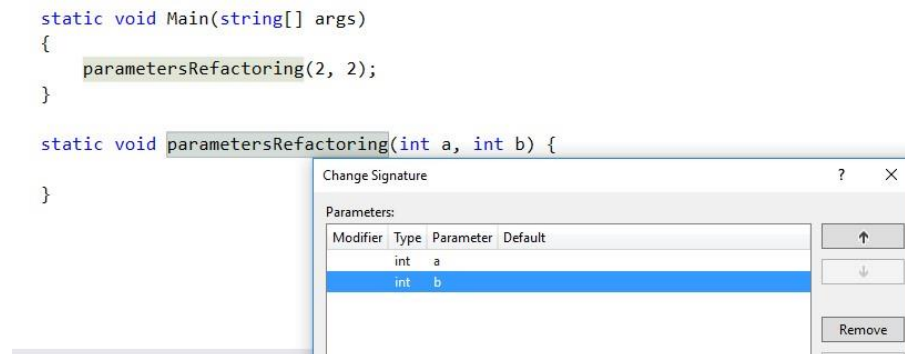 static void Main(string[] args)
{
parametersRefactoring(2, 2);
}
static void parametersRefactoring(int a, int b) {
}
Change Signature ? ×
Parameters:
Modifier Type Parameter Default
int a
int b
↑
↓
Remove